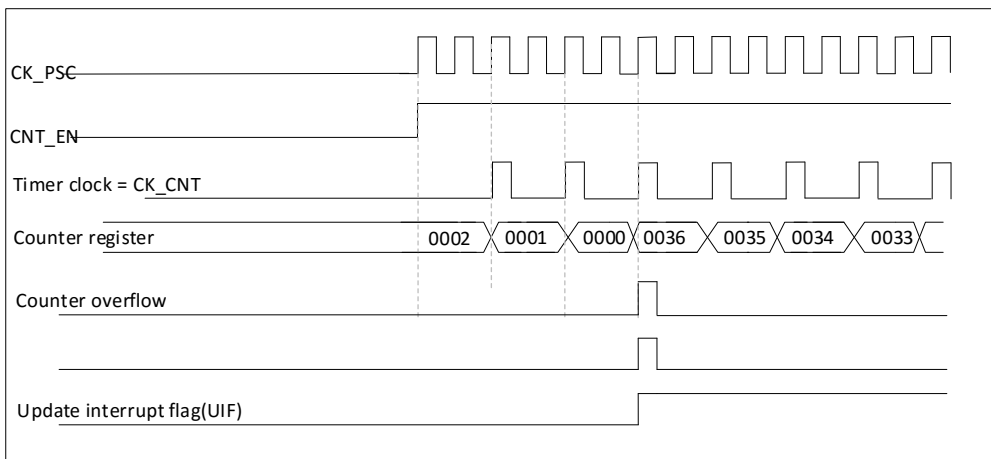 CK_PSC
CNT_EN
Timer clock = CK_CNT
Counter register
0002 0001 0000 0036 0035 0034 0033
Counter overflow
Update interrupt flag(UIF)